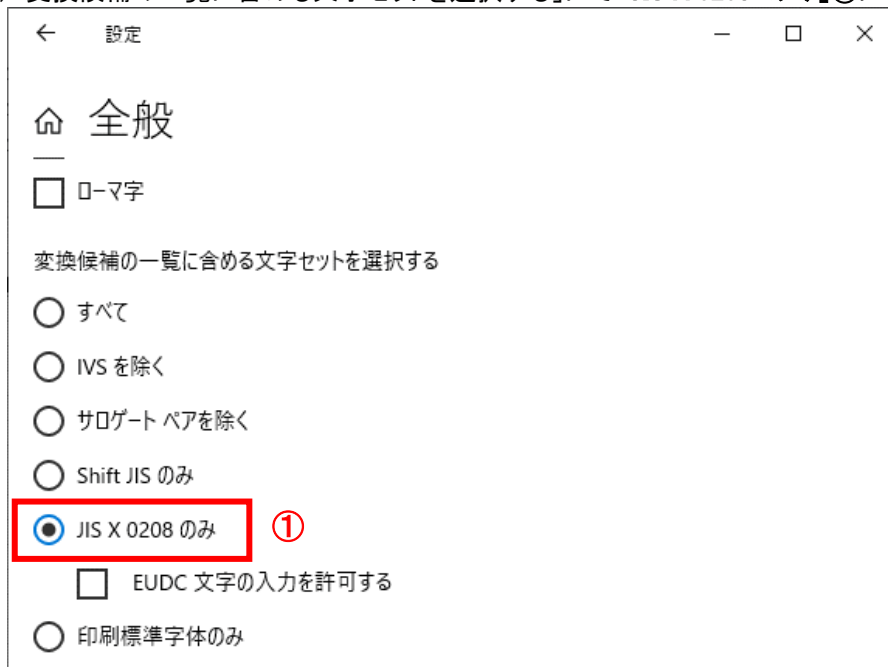 設定
全般
ローマ字
変換候補の一覧に含める文字セットを選択する
すべて
IVS を除く
サロゲート ペアを除く
Shift JIS のみ
JIS X 0208 のみ ①
EUDC 文字の入力を許可する
印刷標準字体のみ